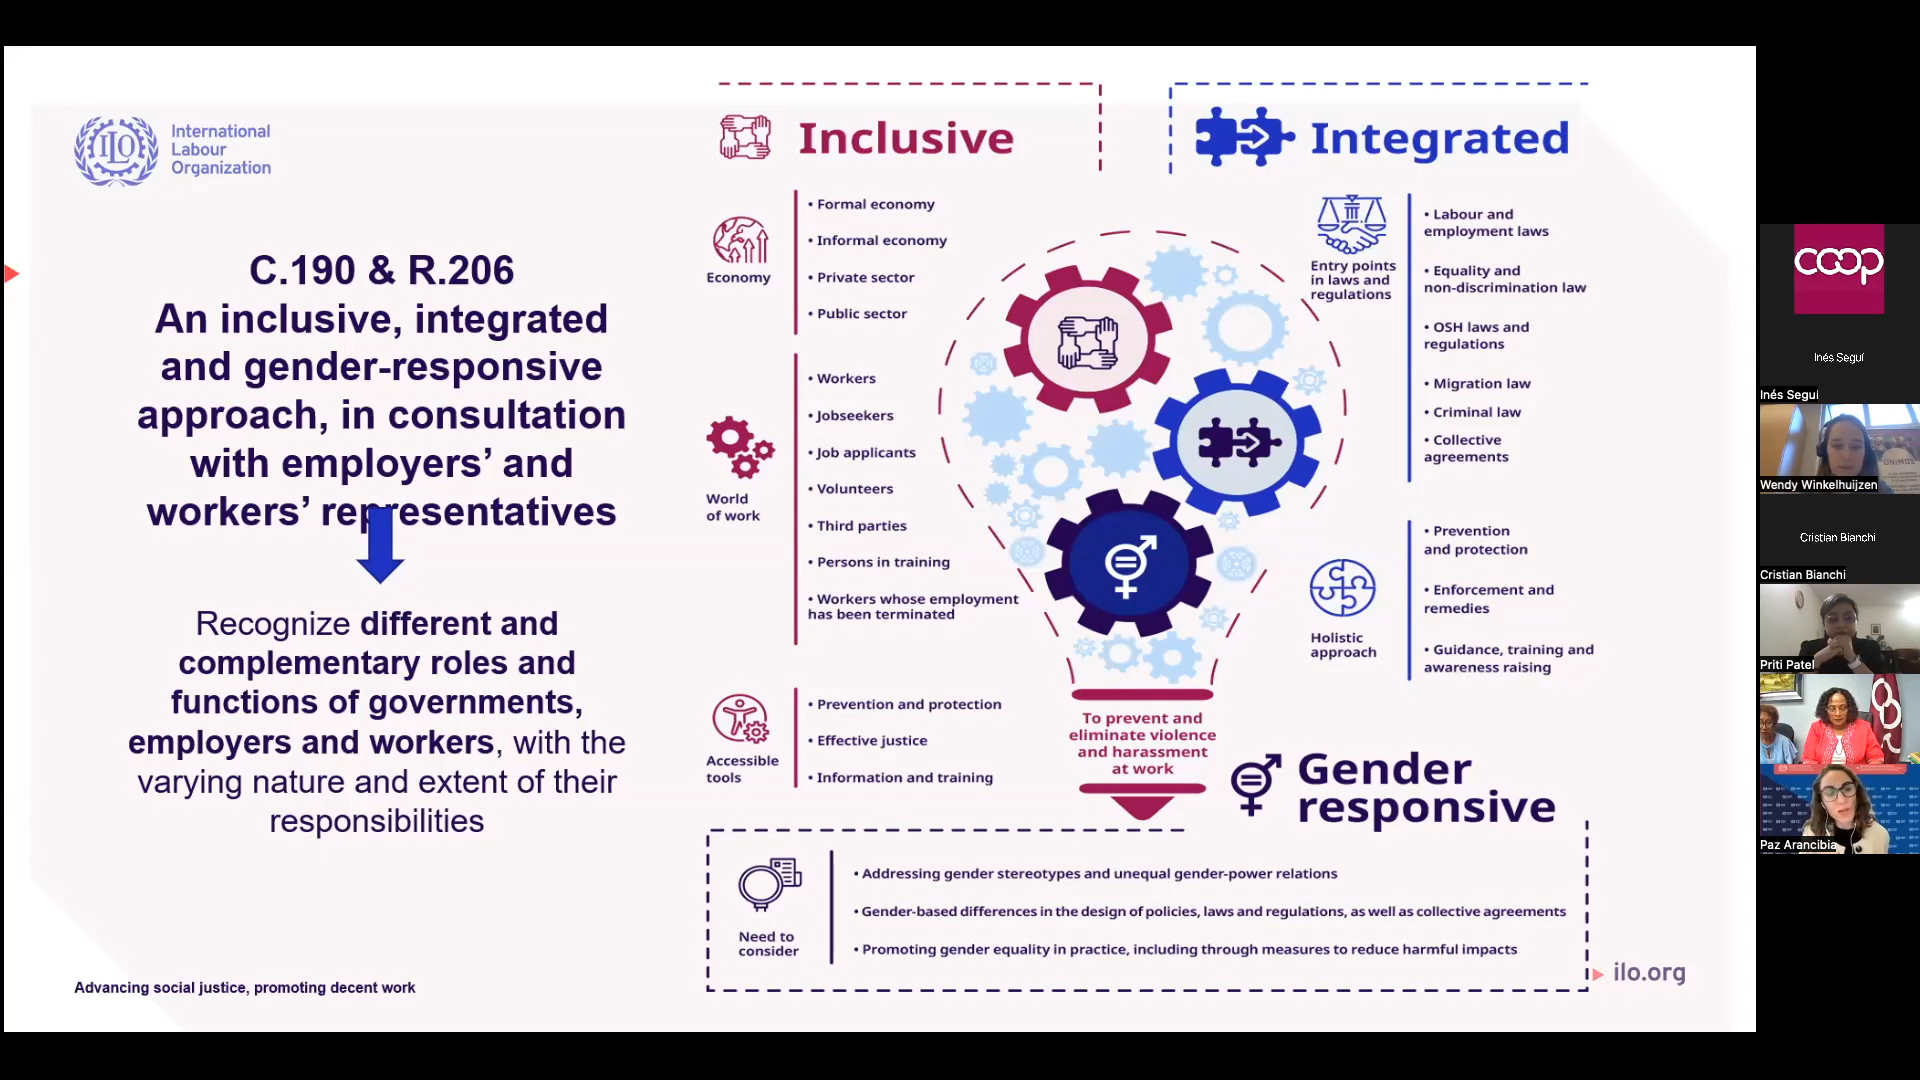 ILO
International
Labour
Organization
C.190 & R.206
An inclusive, integrated
and gender-responsive
approach, in consultation
with employers’ and
workers’ representatives
Recognize different and
complementary roles and
functions of governments,
employers and workers, with the
varying nature and extent of their
responsibilities
Advancing social justice, promoting decent work
Inclusive
Economy
• Formal economy
• Informal economy
• Private sector
• Public sector
World
of work
• Workers
• Jobseekers
• Job applicants
• Volunteers
• Third parties
• Persons in training
• Workers whose employment
has been terminated
Accessible
tools
• Prevention and protection
• Effective justice
• Information and training
To prevent and
eliminate violence
and harassment
at work
Integrated
Entry points
in laws and
regulations
• Labour and
employment laws
• Equality and
non-discrimination law
• OSH laws and
regulations
• Migration law
• Criminal law
• Collective
agreements
Holistic
approach
• Prevention
and protection
• Enforcement and
remedies
• Guidance, training and
awareness raising
Gender
responsive
Need to
consider
• Addressing gender stereotypes and unequal gender-power relations
• Gender-based differences in the design of policies, laws and regulations, as well as collective agreements
• Promoting gender equality in practice, including through measures to reduce harmful impacts
ilo.org
coop
Inés Seguí
Inés Seguí
UNIMOS
Wendy Winkelhuijzen
Cristian Bianchi
Cristian Bianchi
Priti Patel
Paz Arancibia